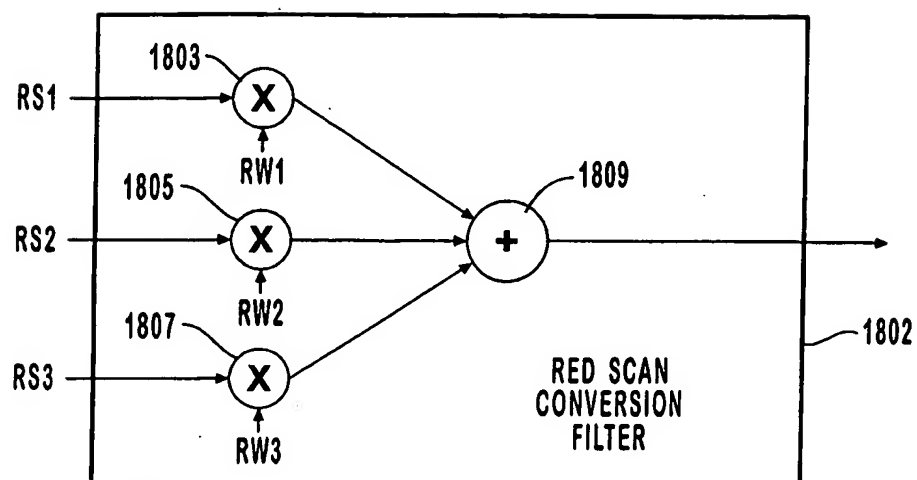 1803
RS1
X
RW1
1805
1809
RS2
X
+
RW2
1807
1802
RS3
X
RED SCAN
CONVERSION
FILTER
RW3